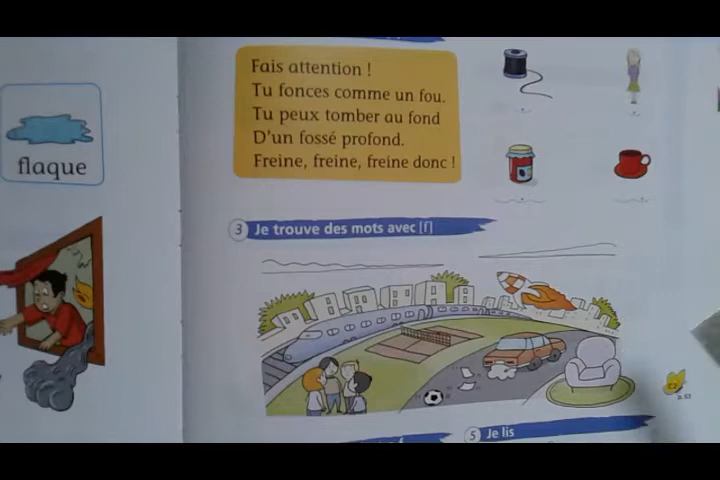 flaque
Fais attention !
Tu fonces comme un fou.
Tu peux tomber au fond
D'un fossé profond.
Freine, freine, freine donc !
3 Je trouve des mots avec [f]
5 Je lis